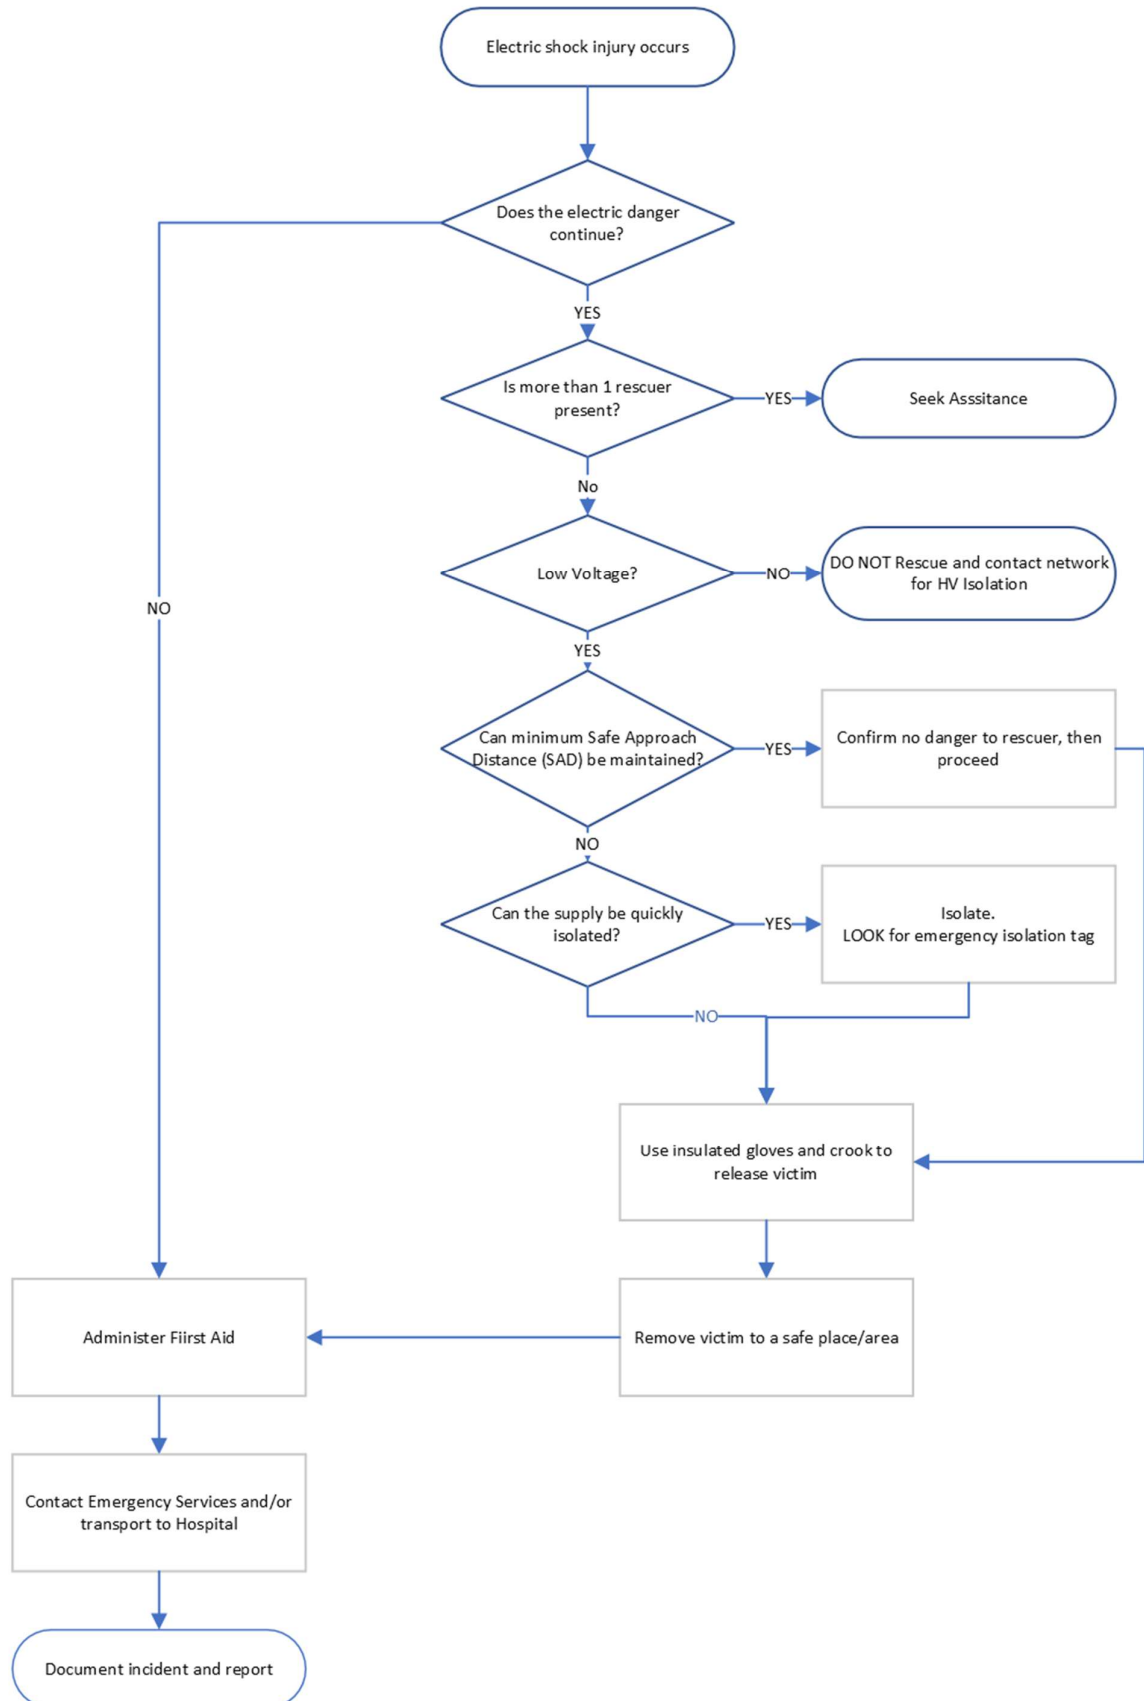 Electric shock injury occurs
Does the electric danger
continue?
YES
Is more than 1 rescuer
present?
YES
Seek Asssitance
No
Low Voltage?
NO
DO NOT Rescue and contact network
for HV Isolation
NO
YES
Can minimum Safe Approach
Distance (SAD) be maintained?
YES
Confirm no danger to rescuer, then
proceed
NO
Can the supply be quickly
isolated?
YES
Isolate.
LOOK for emergency isolation tag
NO
Use insulated gloves and crook to
release victim
Administer Fiirst Aid
Remove victim to a safe place/area
Contact Emergency Services and/or
transport to Hospital
Document incident and report